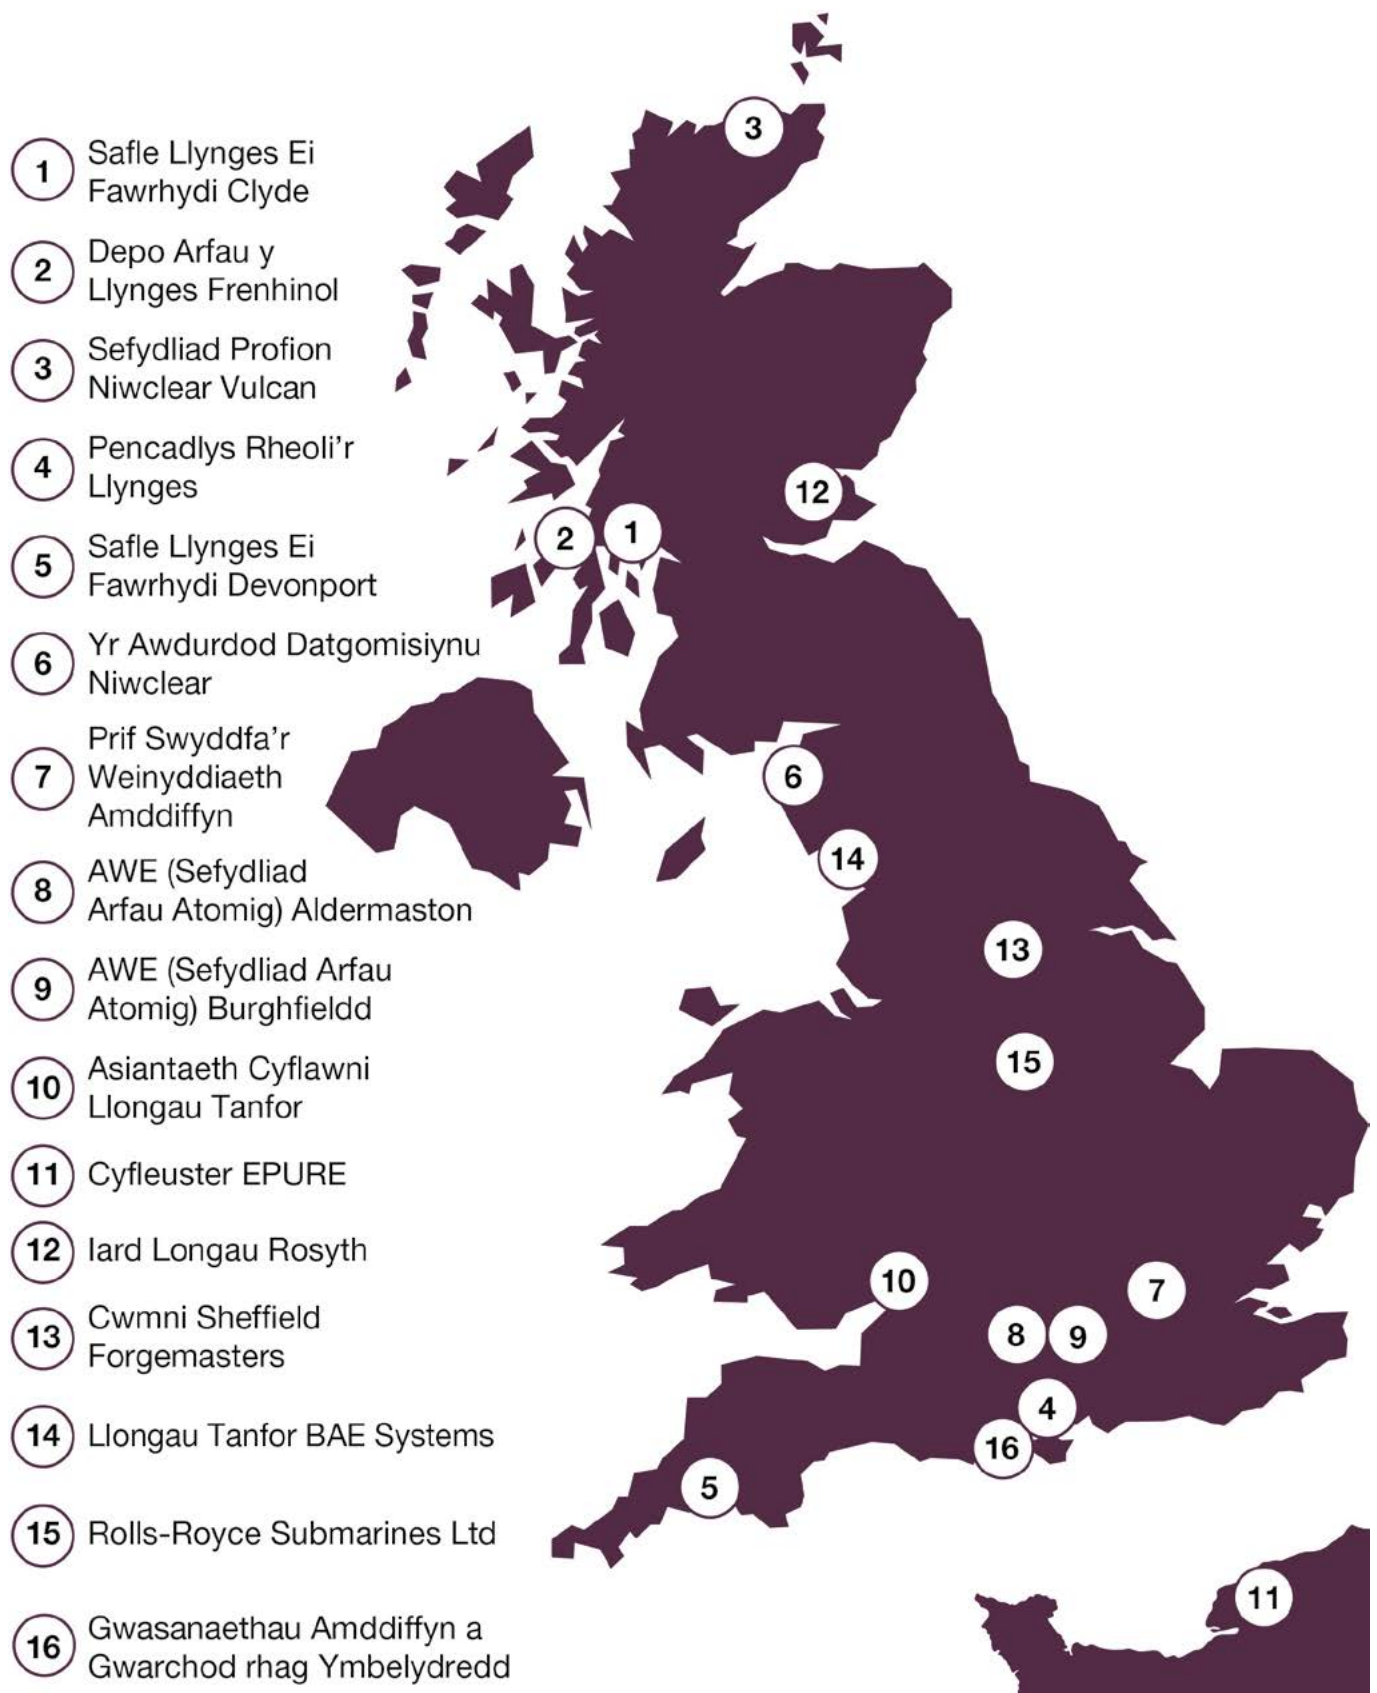 1
Safle Llynges Ei
Fawrhydi Clyde
2
Depo Arfau y
Llynges Frenhinol
3
Sefydliad Profion
Niwclear Vulcan
4
Pencadlys Rheoli’r
Llynges
5
Safle Llynges Ei
Fawrhydi Devonport
6
Yr Awdurdod Datgomisiynu
Niwclear
7
Prif Swyddfa’r
Weinyddiaeth
Amddiffyn
8
AWE (Sefydliad
Arfau Atomig) Aldermaston
9
AWE (Sefydliad Arfau
Atomig) Burghfieldd
10
Asiantaeth Cyflawni
Llongau Tanfor
11
Cyfleuster EPURE
12
Iard Longau Rosyth
13
Cwmni Sheffield
Forgemasters
14
Llongau Tanfor BAE Systems
15
Rolls-Royce Submarines Ltd
16
Gwasanaethau Amddiffyn a
Gwarchod rhag Ymbelydredd
3
12
2
1
6
14
13
15
10
7
8
9
4
16
5
11